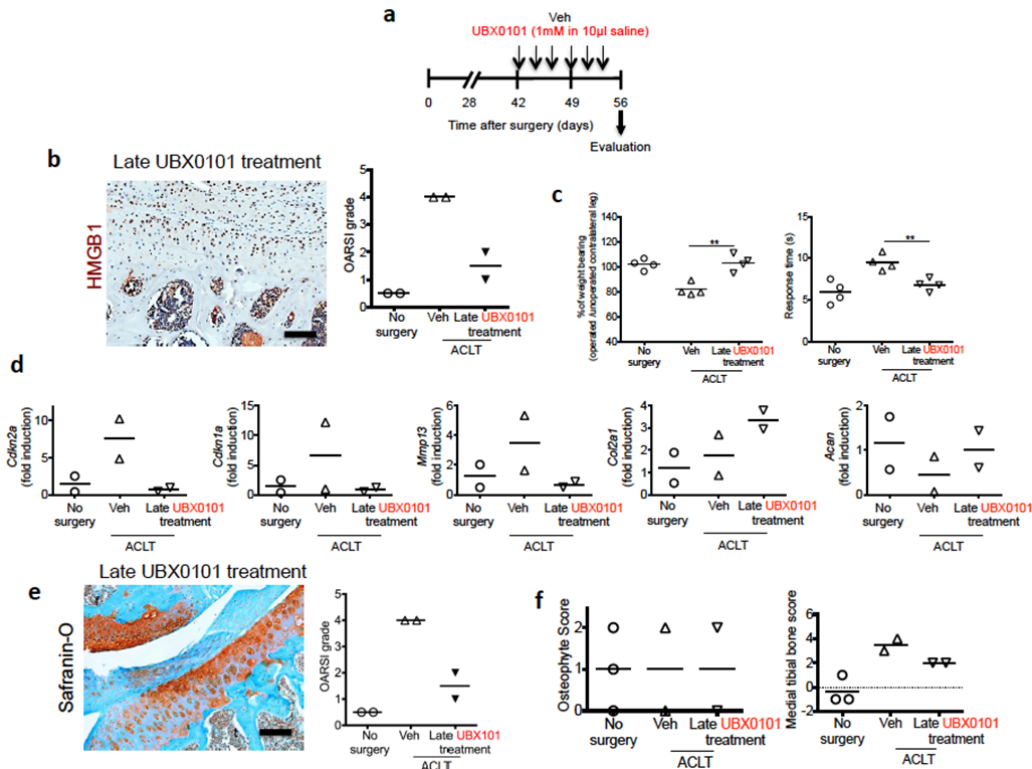 a
Veh
UBX0101 (1mM in 10µl saline)
0 28 42 49 56
Time after surgery (days)
Evaluation
b
Late UBX0101 treatment
HMGB1
OARSI grade
5
4
3
2
1
0
No surgery
Veh
Late UBX0101 treatment
ACLT
c
% of weight bearing
(operated /unoperated contralateral leg)
140
120
100
80
60
40
No surgery
Veh
Late UBX0101 treatment
ACLT
**
Response time (s)
15
10
5
0
No surgery
Veh
Late UBX0101 treatment
ACLT
**
d
Cdkn2a
(fold induction)
10
5
0
No surgery
Veh
Late UBX0101 treatment
ACLT
Cdkn1a
(fold induction)
15
10
5
0
No surgery
Veh
Late UBX0101 treatment
ACLT
Mmp13
(fold induction)
6
4
2
0
No surgery
Veh
Late UBX0101 treatment
ACLT
Col2a1
(fold induction)
4
3
2
1
0
No surgery
Veh
Late UBX0101 treatment
ACLT
Acan
(fold induction)
2
1
0
No surgery
Veh
Late UBX0101 treatment
ACLT
e
Late UBX0101 treatment
Safranin-O
OARSI grade
5
4
3
2
1
0
No surgery
Veh
Late UBX101 treatment
ACLT
f
Osteophyte Score
2
1
0
No surgery
Veh
Late UBX0101 treatment
ACLT
Medial tibial bone score
6
4
2
0
-2
No surgery
Veh
Late UBX0101 treatment
ACLT